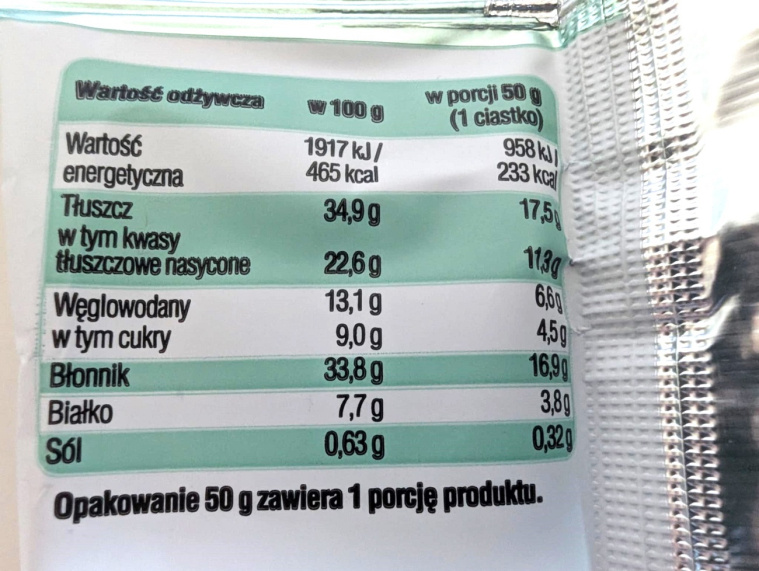 Wartość odżywcza w 100 g w porcji 50 g (1 ciastko)
Wartość energetyczna 1917 kJ / 465 kcal 958 kJ / 233 kcal
Tłuszcz 34,9 g 17,5 g
w tym kwasy tłuszczowe nasycone 22,6 g 11,3 g
Węglowodany 13,1 g 6,6 g
w tym cukry 9,0 g 4,5 g
Błonnik 33,8 g 16,9 g
Białko 7,7 g 3,8 g
Sól 0,63 g 0,32 g
Opakowanie 50 g zawiera 1 porcję produktu.